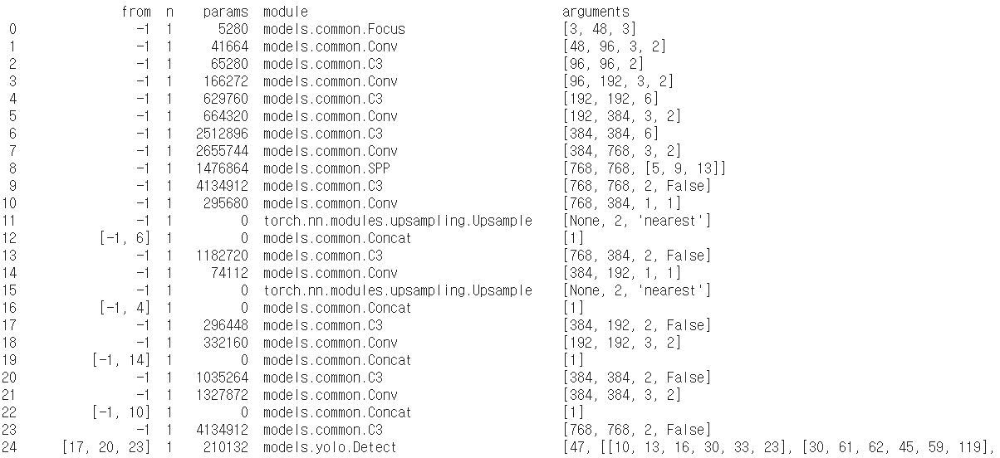 from n params module arguments
0 -1 1 5280 models.common.Focus [3, 48, 3]
1 -1 1 41664 models.common.Conv [48, 96, 3, 2]
2 -1 1 65280 models.common.C3 [96, 96, 2]
3 -1 1 166272 models.common.Conv [96, 192, 3, 2]
4 -1 1 629760 models.common.C3 [192, 192, 6]
5 -1 1 664320 models.common.Conv [192, 384, 3, 2]
6 -1 1 2512896 models.common.C3 [384, 384, 6]
7 -1 1 2655744 models.common.Conv [384, 768, 3, 2]
8 -1 1 1476864 models.common.SPP [768, 768, [5, 9, 13]]
9 -1 1 4134912 models.common.C3 [768, 768, 2, False]
10 -1 1 295680 models.common.Conv [768, 384, 1, 1]
11 -1 1 0 torch.nn.modules.upsampling.Upsample [None, 2, 'nearest']
12 [-1, 6] 1 0 models.common.Concat [1]
13 -1 1 1182720 models.common.C3 [768, 384, 2, False]
14 -1 1 74112 models.common.Conv [384, 192, 1, 1]
15 -1 1 0 torch.nn.modules.upsampling.Upsample [None, 2, 'nearest']
16 [-1, 4] 1 0 models.common.Concat [1]
17 -1 1 296448 models.common.C3 [384, 192, 2, False]
18 -1 1 332160 models.common.Conv [192, 192, 3, 2]
19 [-1, 14] 1 0 models.common.Concat [1]
20 -1 1 1035264 models.common.C3 [384, 384, 2, False]
21 -1 1 1327872 models.common.Conv [384, 384, 3, 2]
22 [-1, 10] 1 0 models.common.Concat [1]
23 -1 1 4134912 models.common.C3 [768, 768, 2, False]
24 [17, 20, 23] 1 210132 models.yolo.Detect [47, [[10, 13, 16, 30, 33, 23], [30, 61, 62, 45, 59, 119],